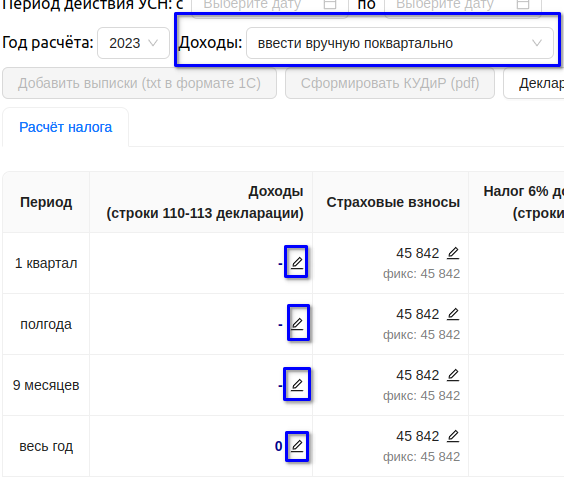 Период действия УСН: с Выберите дату по Выберите дату
Год расчёта: 2023 Доходы: ввести вручную поквартально
Добавить выписки (txt в формате 1С) Сформировать КУДиР (pdf) Деклар
Расчёт налога
Период Доходы (строки 110-113 декларации) Страховые взносы Налог 6% до (строки
1 квартал - 45 842
фикс: 45 842
полгода - 45 842
фикс: 45 842
9 месяцев - 45 842
фикс: 45 842
весь год 0 45 842
фикс: 45 842